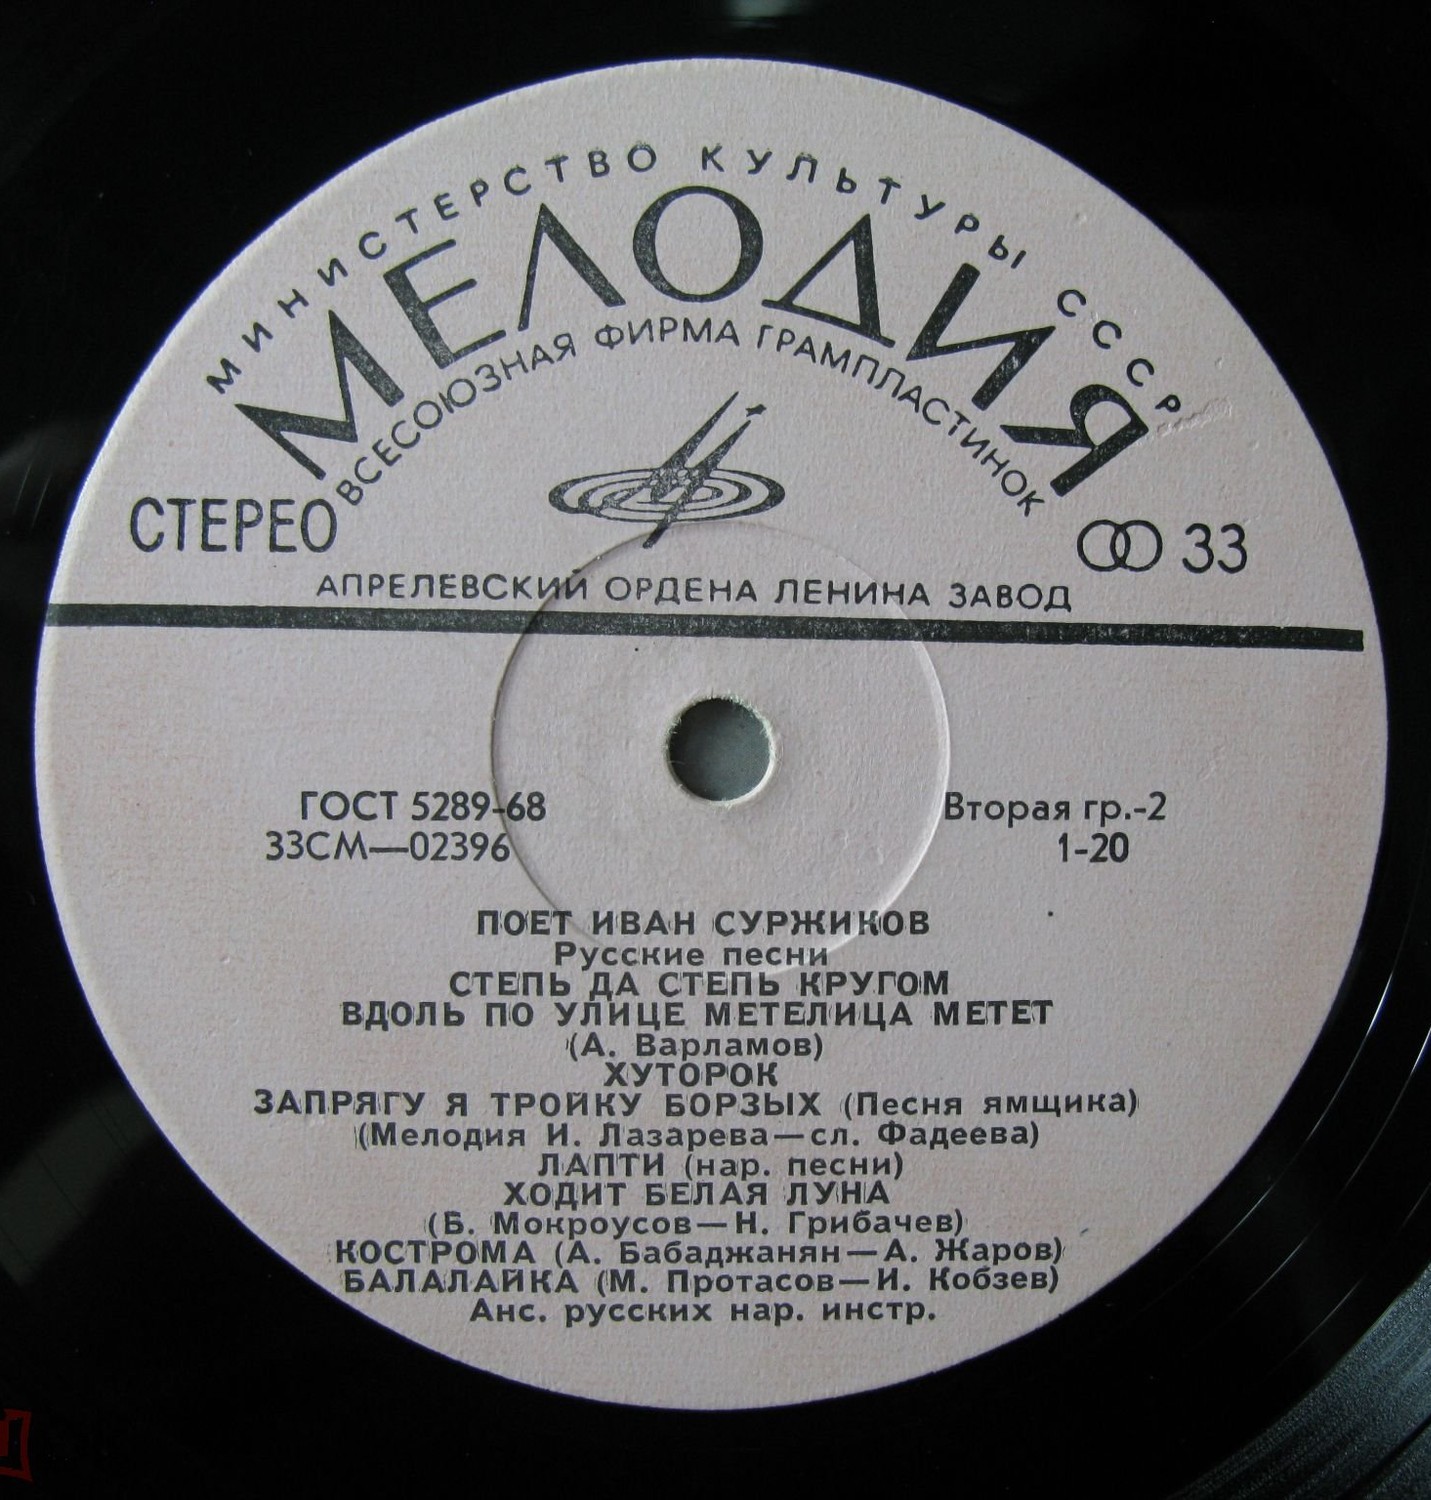 МИНИСТЕРСТВО КУЛЬТУРЫ СССР
МЕЛОДИЯ
ВСЕСОЮЗНАЯ ФИРМА ГРАМПЛАСТИНОК
СТЕРЕО
33
АПРЕЛЕВСКИЙ ОРДЕНА ЛЕНИНА ЗАВОД
ГОСТ 5289-68
Вторая гр.-2
33СМ—02396
1-20
ПОЕТ ИВАН СУРЖИКОВ
Русские песни
СТЕПЬ ДА СТЕПЬ КРУГОМ
ВДОЛЬ ПО УЛИЦЕ МЕТЕЛИЦА МЕТЕТ
(А. Варламов)
ХУТОРОК
ЗАПРЯГУ Я ТРОЙКУ БОРЗЫХ (Песня ямщика)
(Мелодия И. Лазарева—сл. Фадеева)
ЛАПТИ (нар. песни)
ХОДИТ БЕЛАЯ ЛУНА
(Б. Мокроусов—Н. Грибачев)
КОСТРОМА (А. Бабаджанян—А. Жаров)
БАЛАЛАЙКА (М. Протасов—И. Кобзев)
Анс. русских нар. инстр.